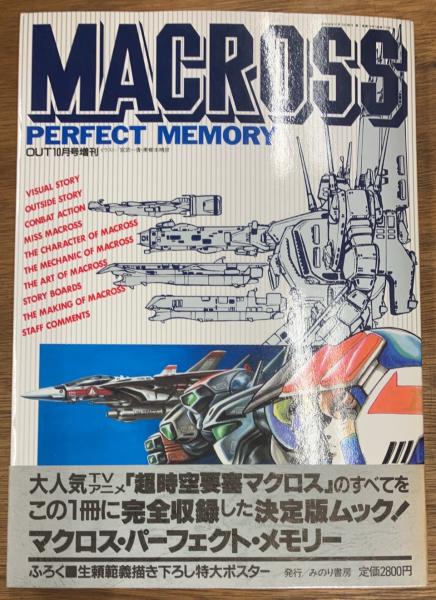 MACROSS
PERFECT MEMORY
OUT10月号増刊
VISUAL STORY
OUTSIDE STORY
CONBAT ACTION
MISS MACROSS
THE CHARACTER OF MACROSS
THE MECHANIC OF MACROSS
THE ART OF MACROSS
STORY BOARDS
THE MAKING OF MACROSS
STAFF COMMENTS
大人気TVアニメ『超時空要塞マクロス』のすべてを
この1冊に完全収録した決定版ムック!
マクロス・パーフェクト・メモリー
ふろく■生頼範義描き下ろし特大ポスター
発行/みのり書房 定価2800円